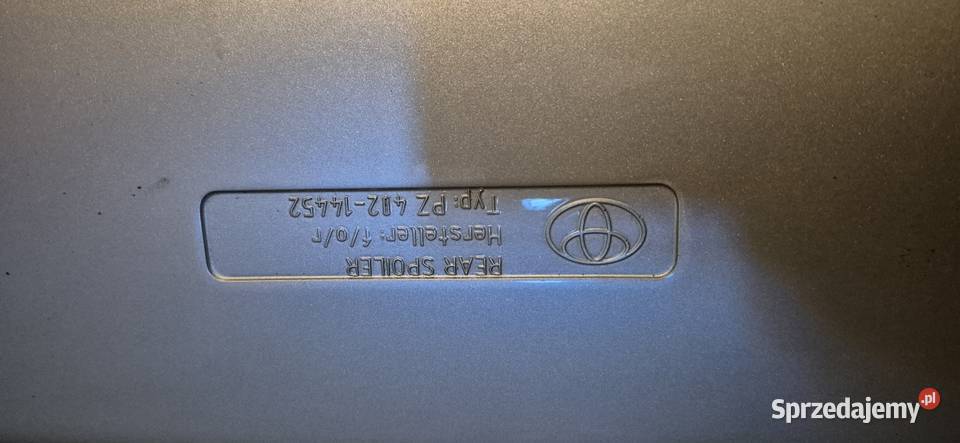 REAR SPOILER
Hersteller: f/o/r
Typ: PZ 402-14452
Sprzedajemy.pl